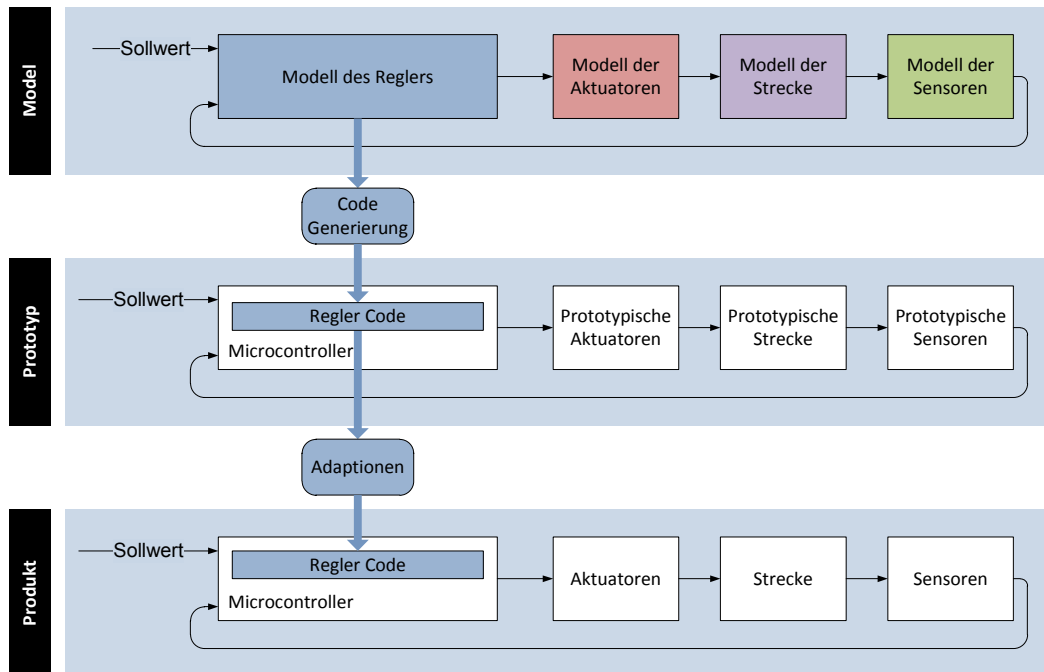 Model
Sollwert
Modell des Reglers
Modell der
Aktuatoren
Modell der
Strecke
Modell der
Sensoren
Code
Generierung
Prototyp
Sollwert
Regler Code
Microcontroller
Prototypische
Aktuatoren
Prototypische
Strecke
Prototypische
Sensoren
Adaptionen
Produkt
Sollwert
Regler Code
Microcontroller
Aktuatoren
Strecke
Sensoren